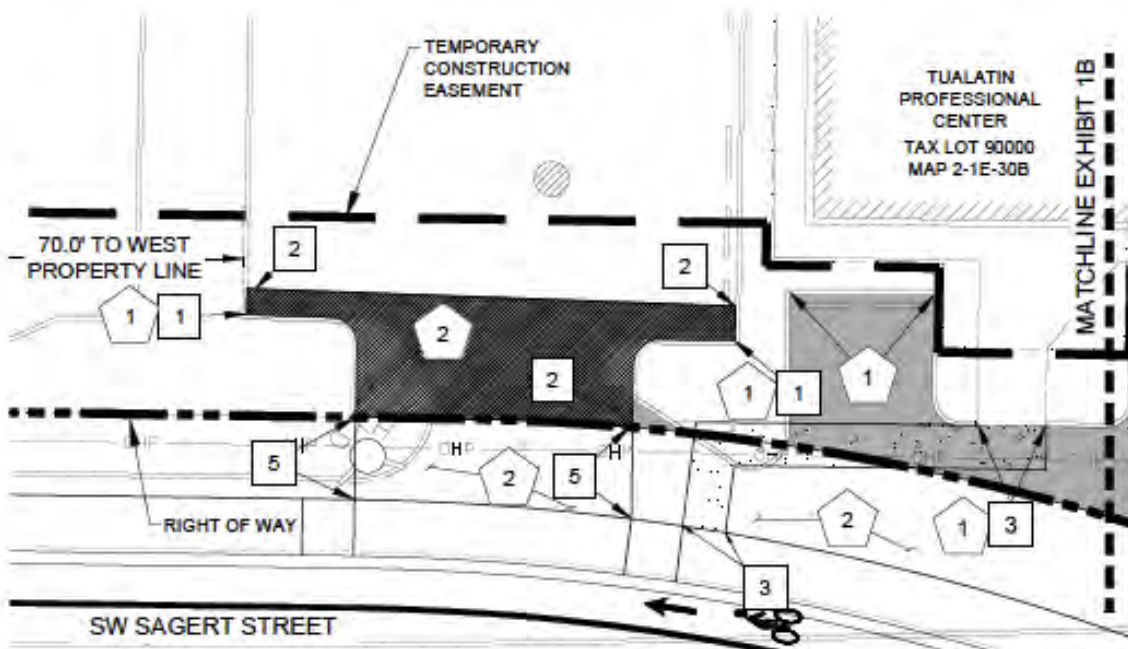 TEMPORARY
CONSTRUCTION
EASEMENT
TUALATIN
PROFESSIONAL
CENTER
TAX LOT 90000
MAP 2-1E-30B
MATCHLINE EXHIBIT 1B
70.0' TO WEST
PROPERTY LINE
2
2
1 1
2
2
1 1
1
OHP
5
2
5
2
1 3
RIGHT OF WAY
3
SW SAGERT STREET